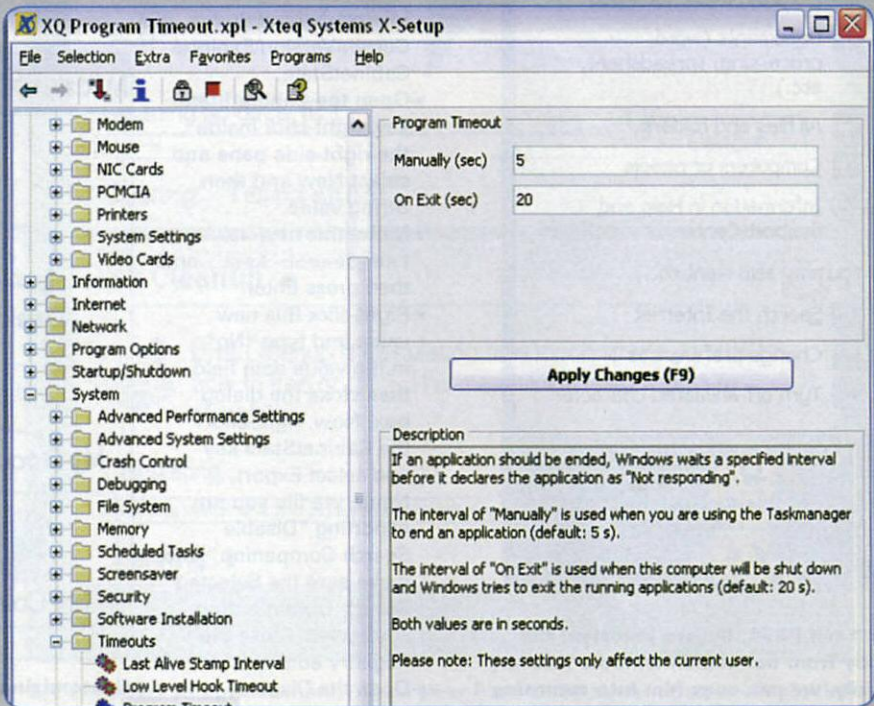 XQ Program Timeout.xpl - Xteq Systems X-Setup
File Selection Extra Favorites Programs Help
Modem
Mouse
NIC Cards
PCMCIA
Printers
System Settings
Video Cards
Information
Internet
Network
Program Options
Startup/Shutdown
System
Advanced Performance Settings
Advanced System Settings
Crash Control
Debugging
File System
Memory
Scheduled Tasks
Screensaver
Security
Software Installation
Timeouts
Last Alive Stamp Interval
Low Level Hook Timeout
Program Timeout
Program Timeout
Manually (sec) 5
On Exit (sec) 20
Apply Changes (F9)
Description
If an application should be ended, Windows waits a specified interval
before it declares the application as "Not responding".
The interval of "Manually" is used when you are using the Taskmanager
to end an application (default: 5 s).
The interval of "On Exit" is used when this computer will be shut down
and Windows tries to exit the running applications (default: 20 s).
Both values are in seconds.
Please note: These settings only affect the current user.